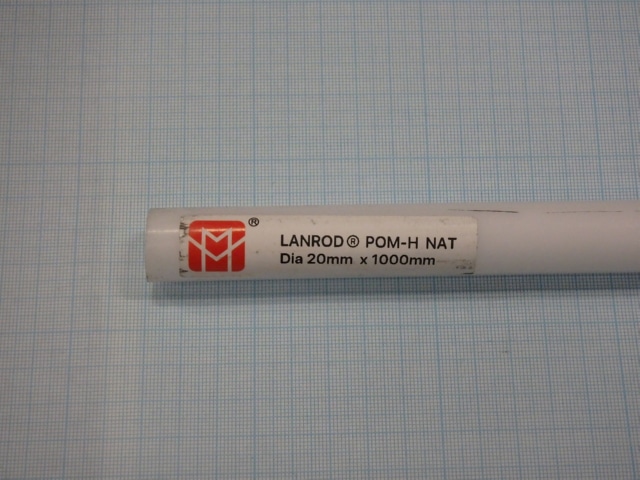 ®
LANROD® POM-H NAT
Dia 20mm x 1000mm